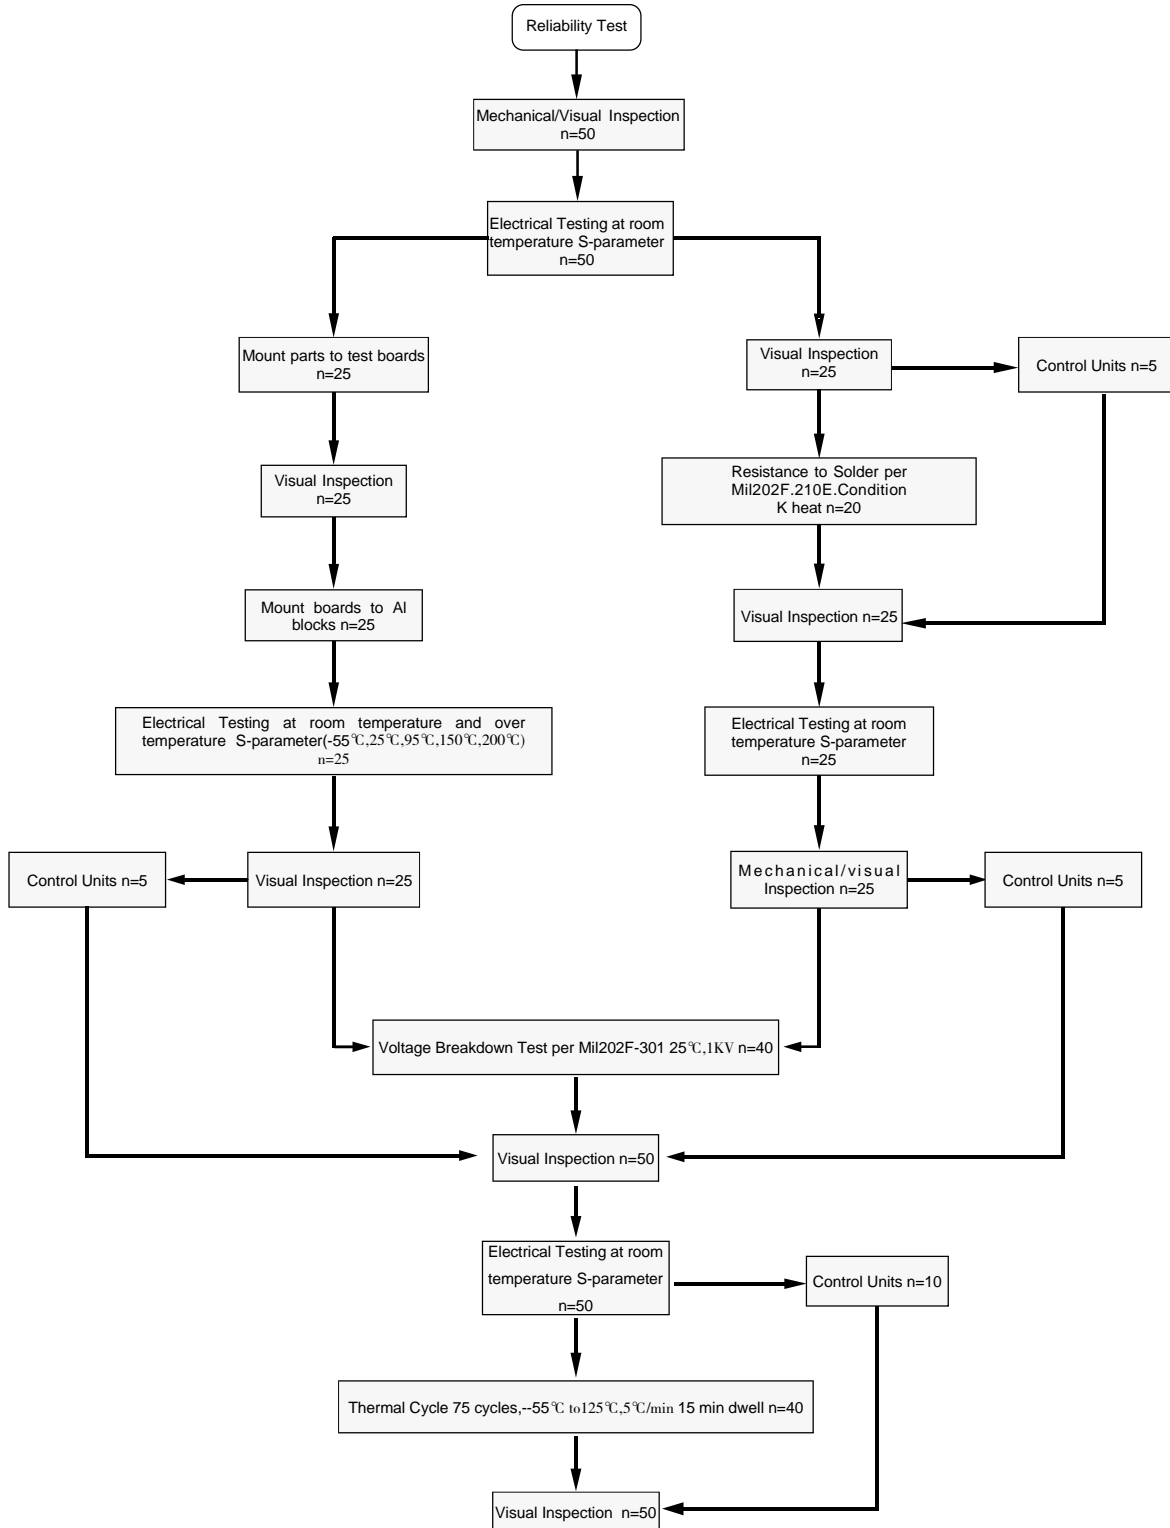 Reliability Test
Mechanical/Visual Inspection
n=50
Electrical Testing at room
temperature S-parameter
n=50
Mount parts to test boards
n=25
Visual Inspection
n=25
Control Units n=5
Visual Inspection
n=25
Resistance to Solder per
Mil202F.210E.Condition
K heat n=20
Mount boards to Al
blocks n=25
Visual Inspection n=25
Electrical Testing at room temperature and over
temperature S-parameter(-55℃,25℃,95℃,150℃,200℃)
n=25
Electrical Testing at room
temperature S-parameter
n=25
Control Units n=5
Visual Inspection n=25
Mechanical/visual
Inspection n=25
Control Units n=5
Voltage Breakdown Test per Mil202F-301 25℃,1KV n=40
Visual Inspection n=50
Electrical Testing at room
temperature S-parameter
n=50
Control Units n=10
Thermal Cycle 75 cycles,--55℃ to125℃,5℃/min 15 min dwell n=40
Visual Inspection n=50